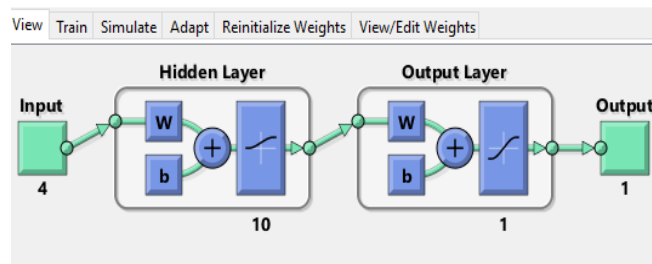 View Train Simulate Adapt Reinitialize Weights View/Edit Weights
Hidden Layer Output Layer
Input Output
W W
b b
4 1
10 1